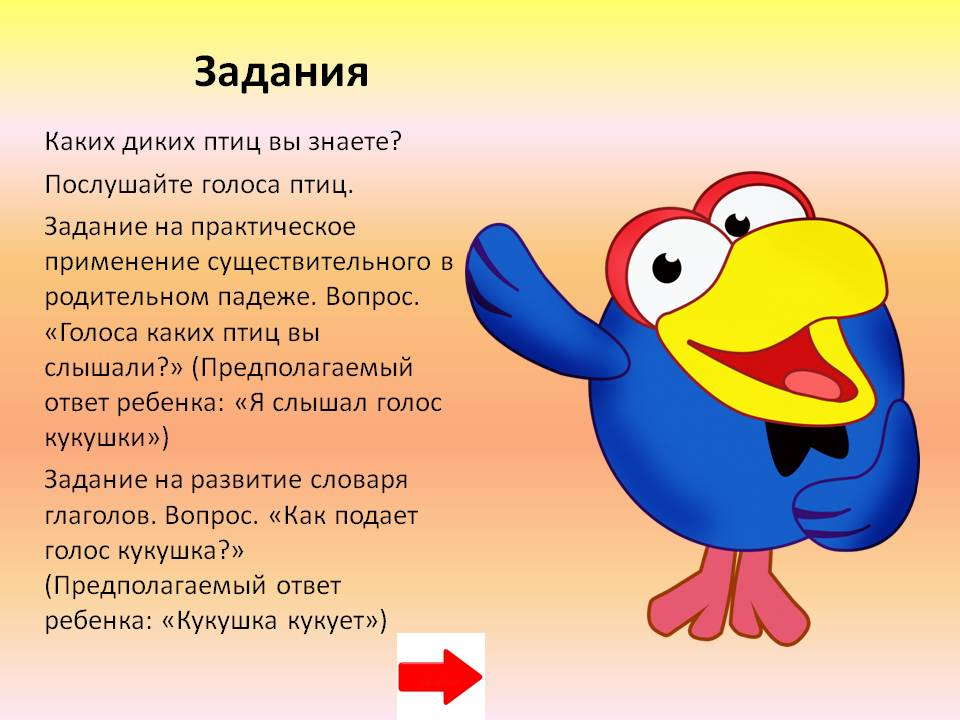 Задания
Каких диких птиц вы знаете?
Послушайте голоса птиц.
Задание на практическое
применение существительного в
родительном падеже. Вопрос.
«Голоса каких птиц вы
слышали?» (Предполагаемый
ответ ребенка: «Я слышал голос
кукушки»)
Задание на развитие словаря
глаголов. Вопрос. «Как подает
голос кукушка?»
(Предполагаемый ответ
ребенка: «Кукушка кукует»)